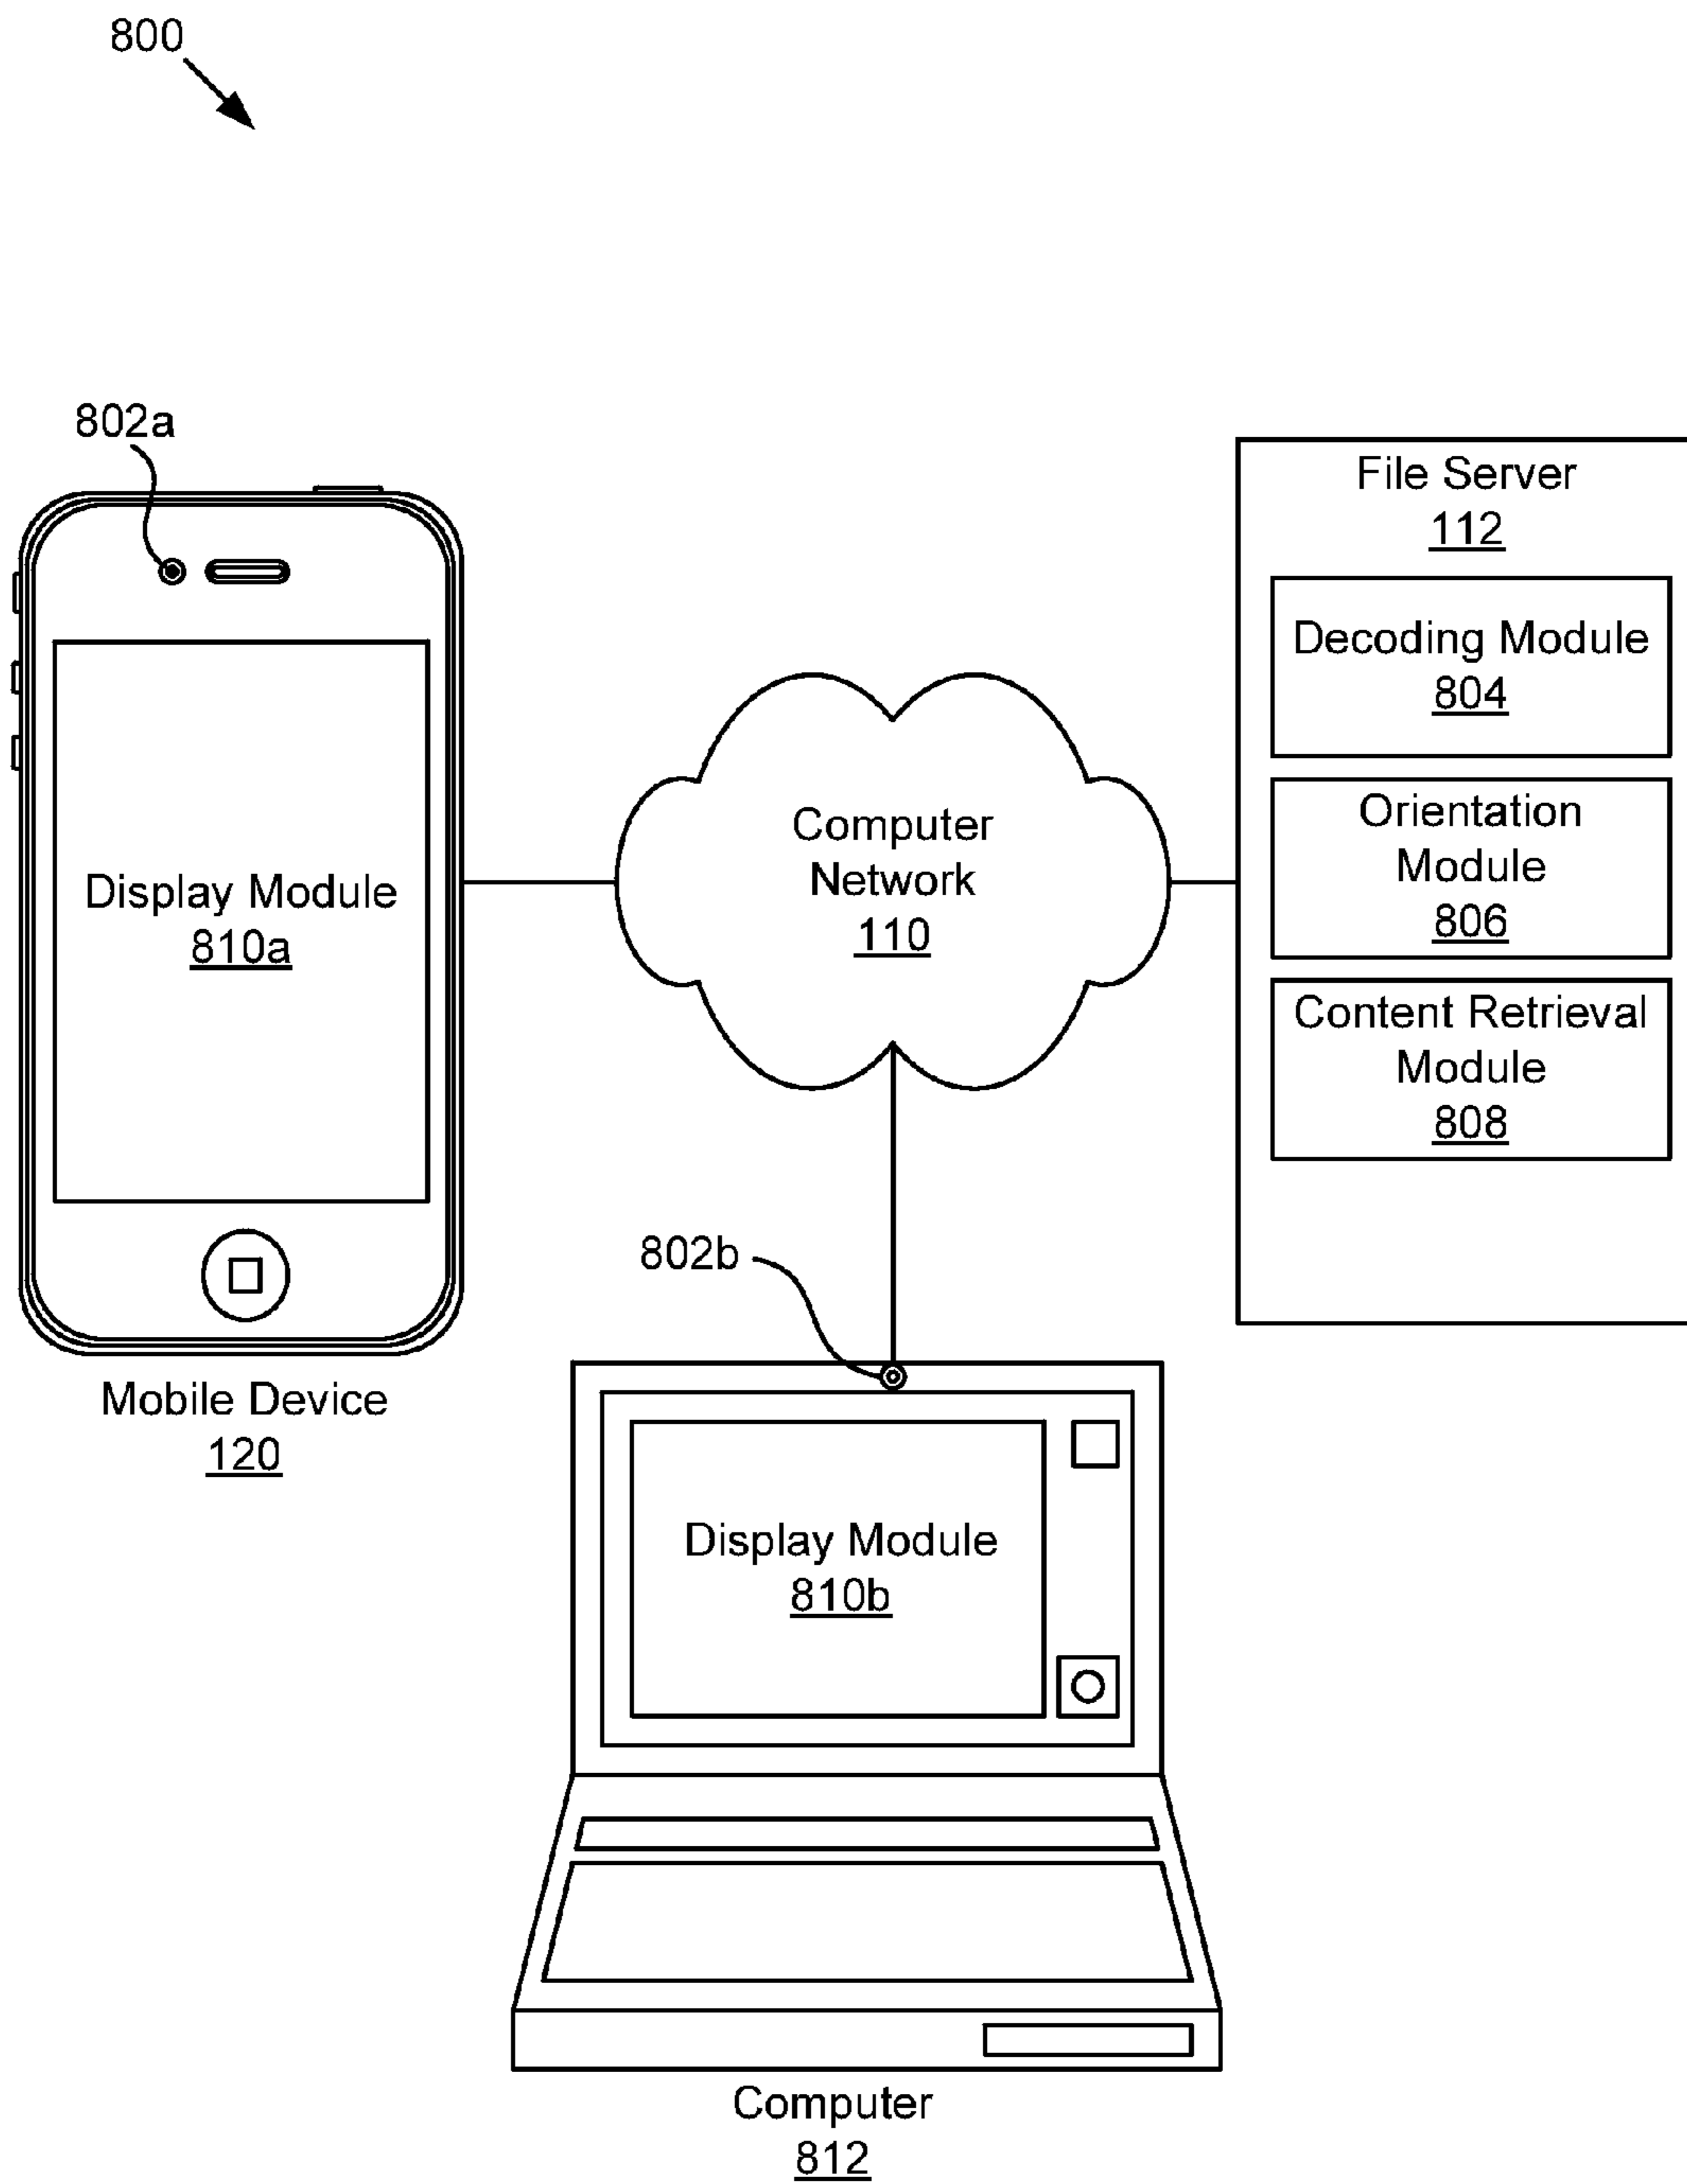 800
802a
File Server
112
Decoding Module
804
Orientation
Module
806
Content Retrieval
Module
808
Display Module
810a
Computer
Network
110
802b
Mobile Device
120
Display Module
810b
Computer
812